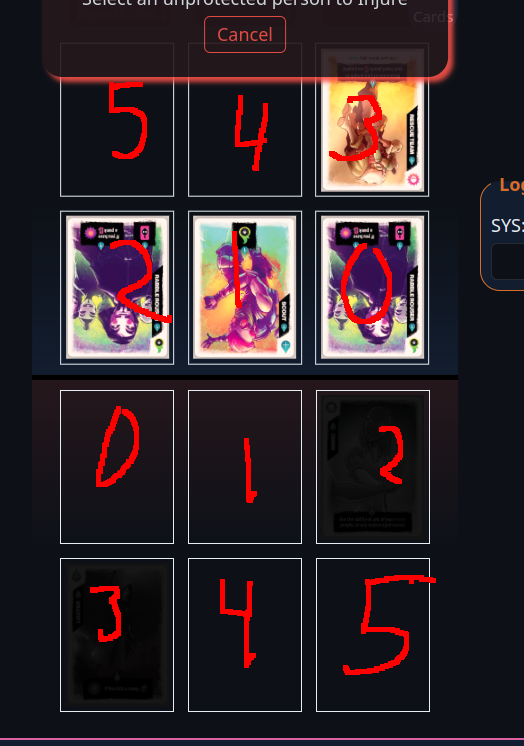 Select an unprotected person to Injure
Cancel
Cards
5 4 3
RESCUE TEAM
Log
SYS:
2 1 0
RABBLE ROUSER
SCOUT
RABBLE ROUSER
0 1 2
3 4 5